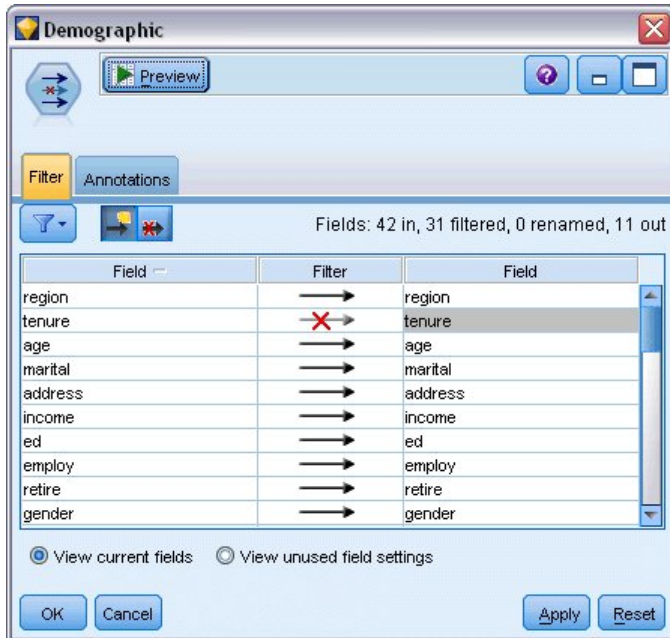 Demographic
Preview
Filter Annotations
Fields: 42 in, 31 filtered, 0 renamed, 11 out
Field Filter Field
region region
tenure tenure
age age
marital marital
address address
income income
ed ed
employ employ
retire retire
gender gender
View current fields View unused field settings
OK Cancel Apply Reset